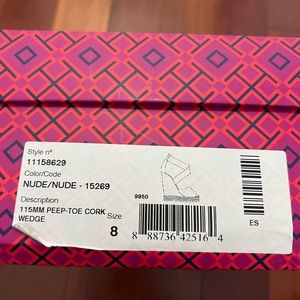 Style n°
11158629
Color/Code
NUDE/NUDE - 15269
Description
115MM PEEP-TOE CORK
WEDGE
Size
8
9950
8 88736 42516 4
ES